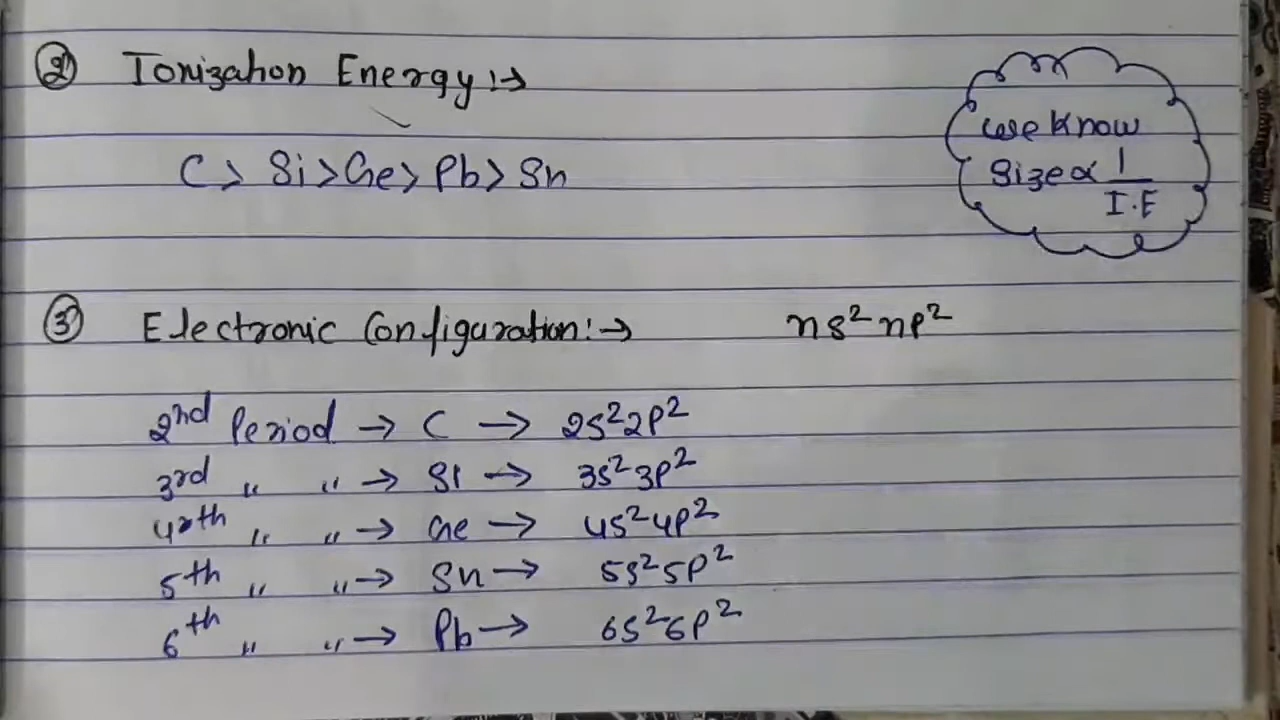 ② Ionization Energy :→
we know
C > Si > Ge > Pb > Sn
Size ∝ 1/I.E
③ Electronic Configuration :→ ns²np²
2nd Period → C → 2s²2p²
3rd " " → Si → 3s²3p²
4rth " " → Ge → 4s²4p²
5th " " → Sn → 5s²5p²
6th " " → Pb → 6s²6p²